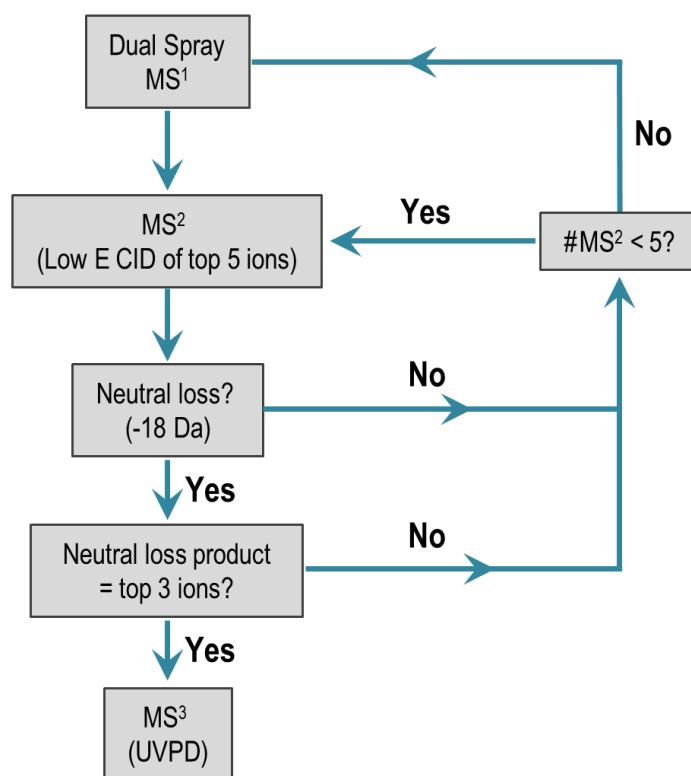 Dual Spray
MS¹
No
Yes
MS²
(Low E CID of top 5 ions)
#MS² < 5?
No
Neutral loss?
(-18 Da)
Yes
No
Neutral loss product
= top 3 ions?
Yes
MS³
(UVPD)